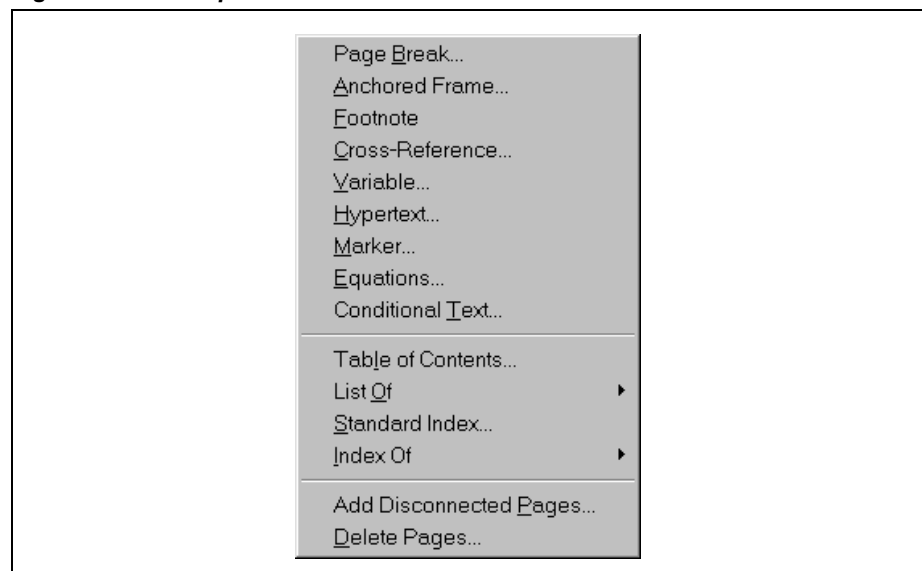 Page Break...
Anchored Frame...
Footnote
Cross-Reference...
Variable...
Hypertext...
Marker...
Equations...
Conditional Text...
Table of Contents...
List Of
Standard Index...
Index Of
Add Disconnected Pages...
Delete Pages...